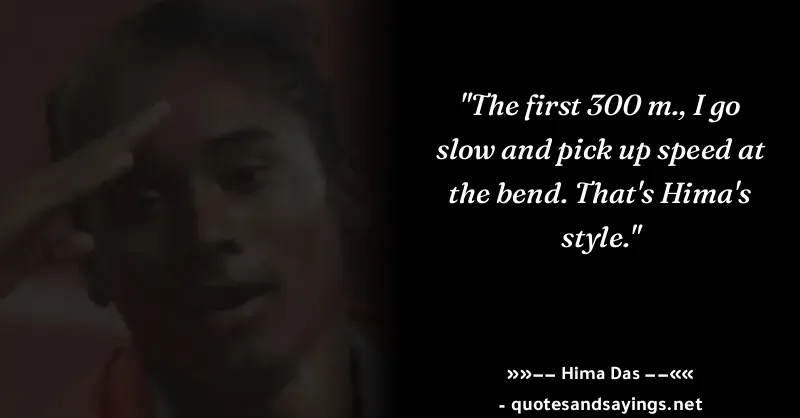 "The first 300 m., I go
slow and pick up speed at
the bend. That's Hima's
style."
»»−− Hima Das −−««
- quotesandsayings.net